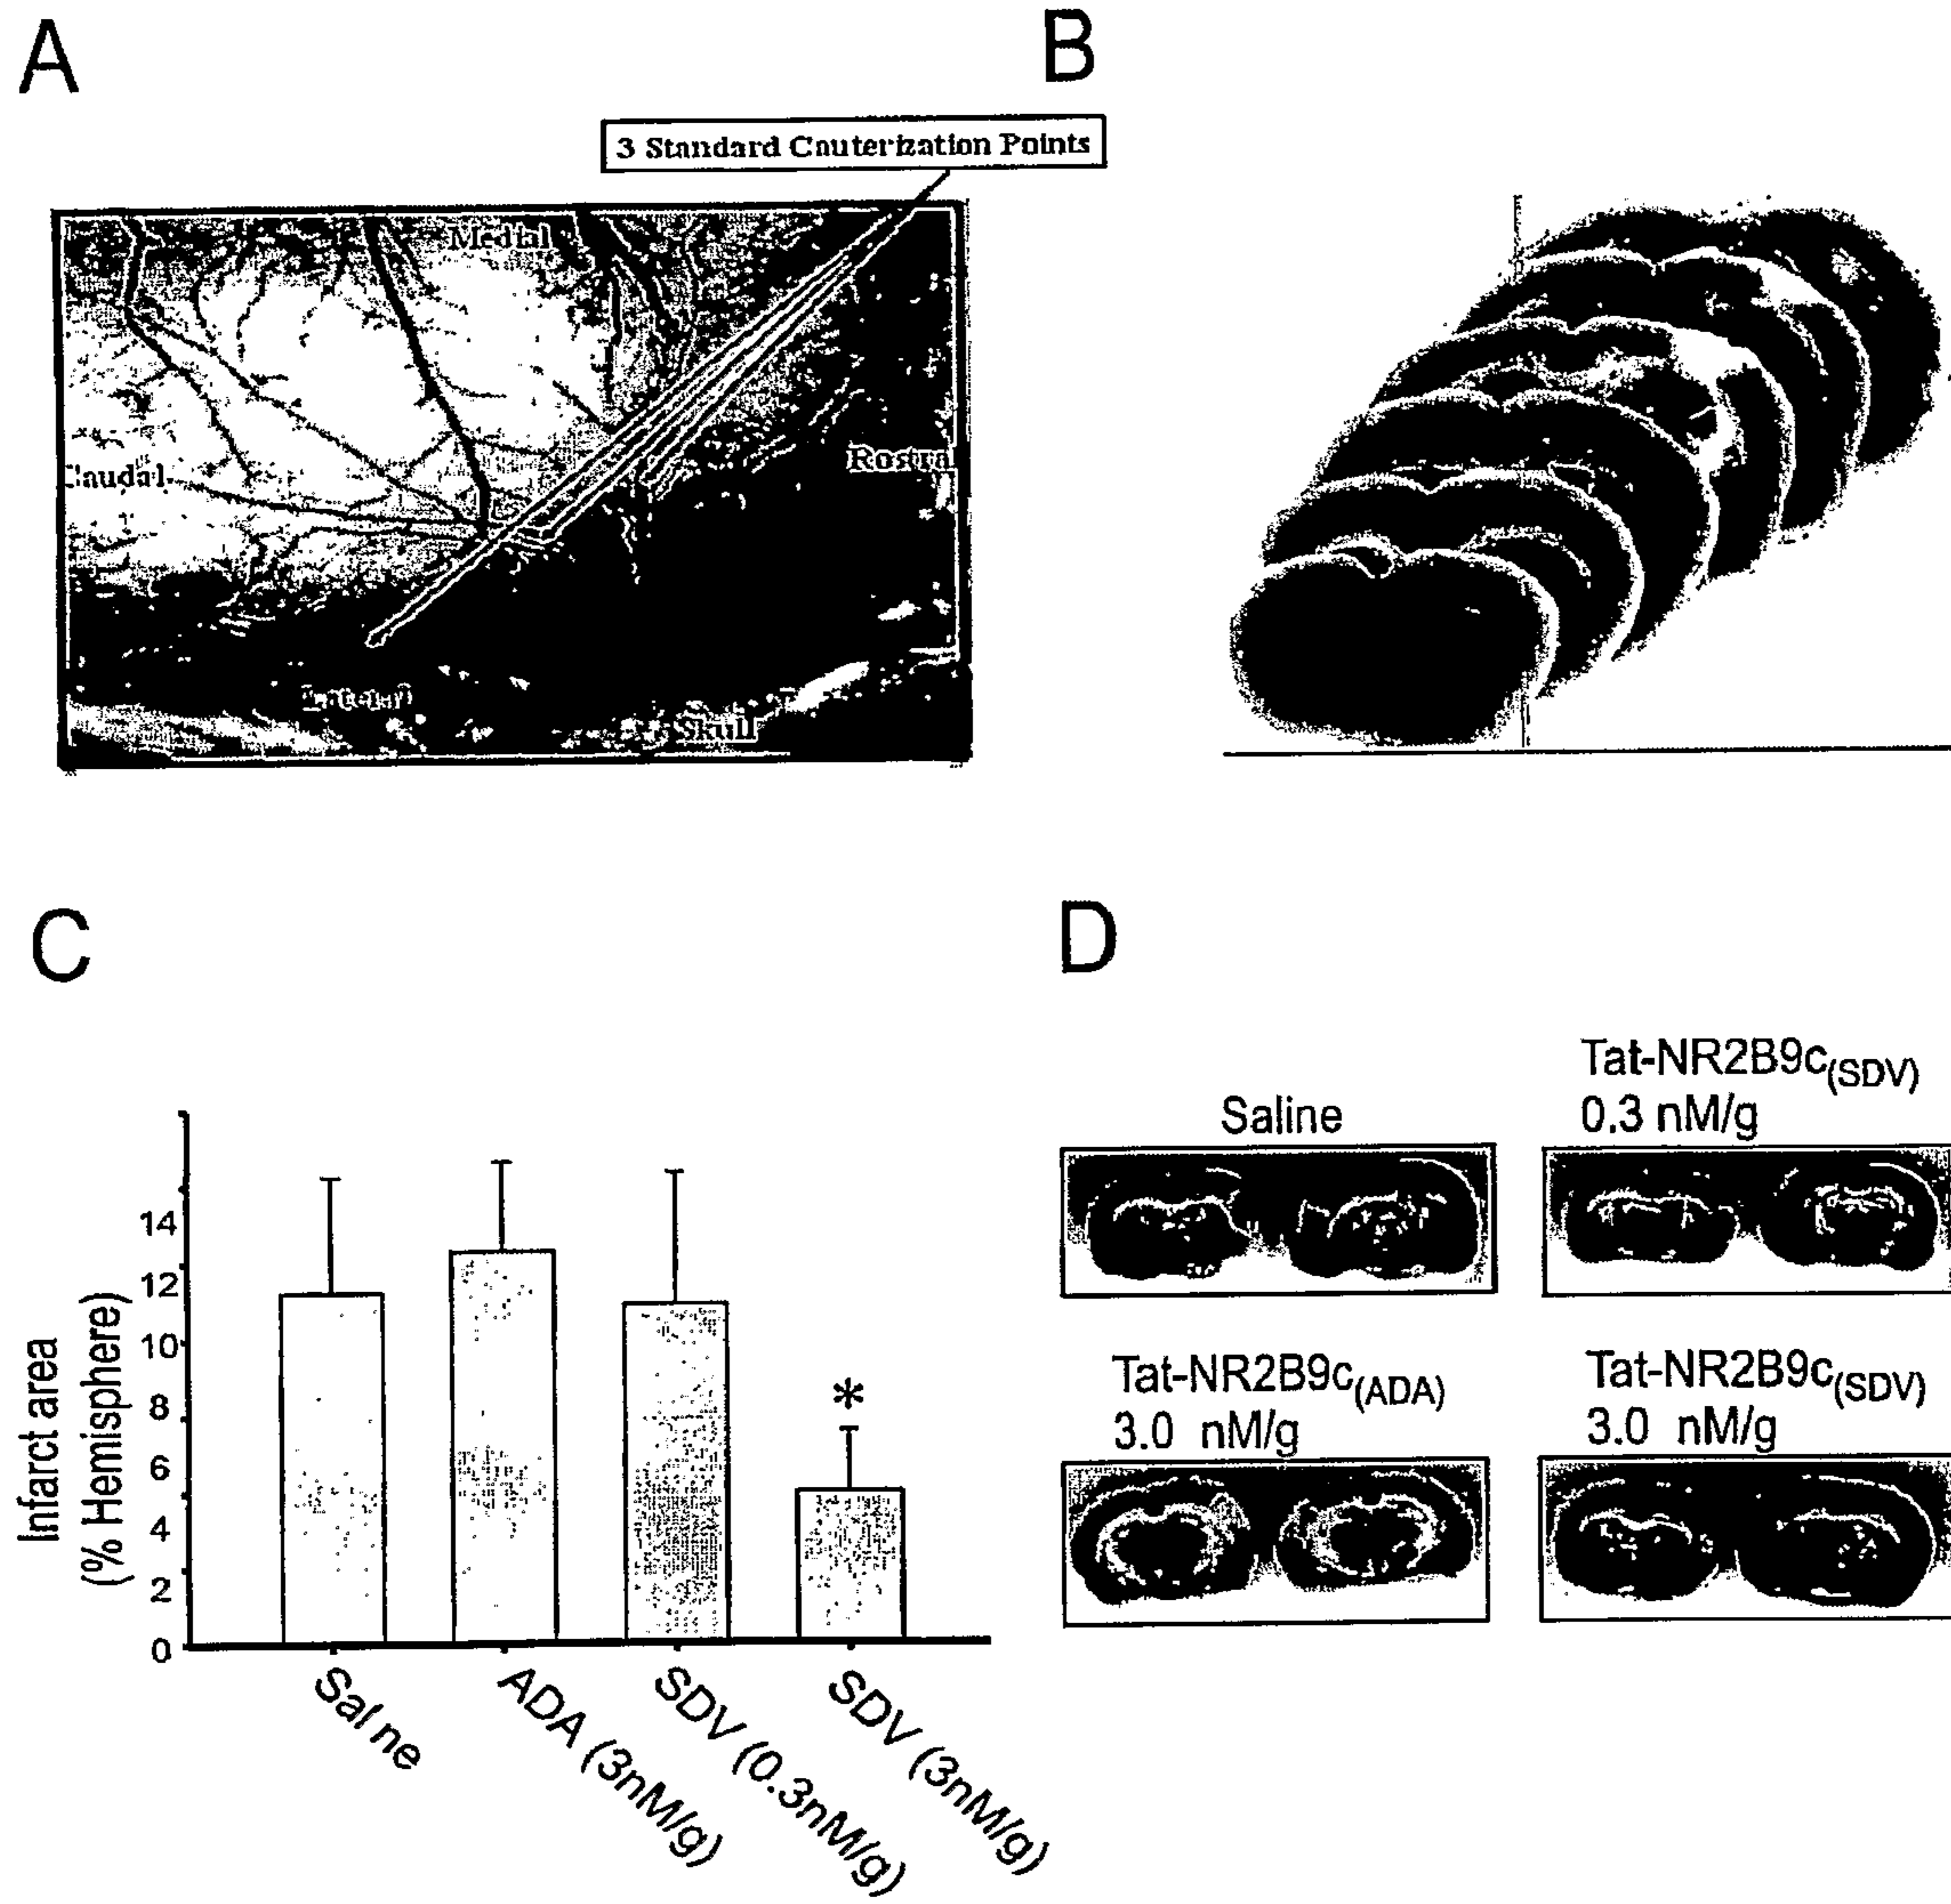 A
B
3 Standard Cauterization Points
Medial
Caudal
Rostral
Lateral
Skull
C
D
Infarct area
(% Hemisphere)
14
12
10
8
6
4
2
0
*
Saline
ADA (3nM/g)
SDV (0.3nM/g)
SDV (3nM/g)
Saline
Tat-NR2B9c(SDV)
0.3 nM/g
Tat-NR2B9c(ADA)
3.0 nM/g
Tat-NR2B9c(SDV)
3.0 nM/g